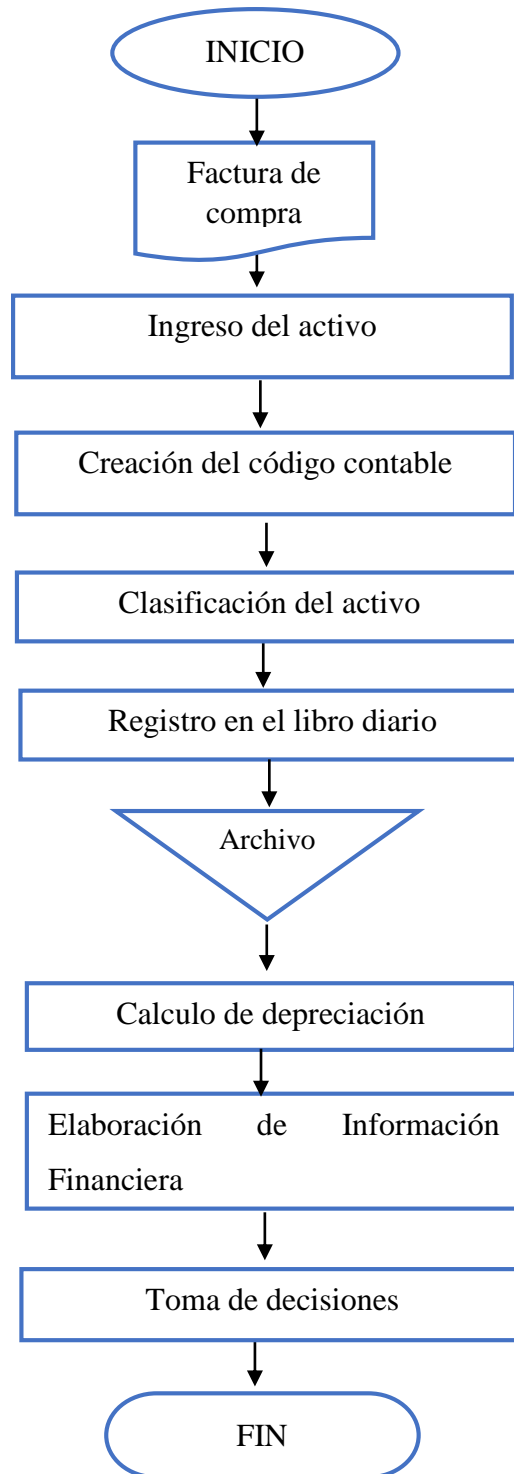 INICIO
Factura de
compra
Ingreso del activo
Creación del código contable
Clasificación del activo
Registro en el libro diario
Archivo
Calculo de depreciación
Elaboración de Información
Financiera
Toma de decisiones
FIN